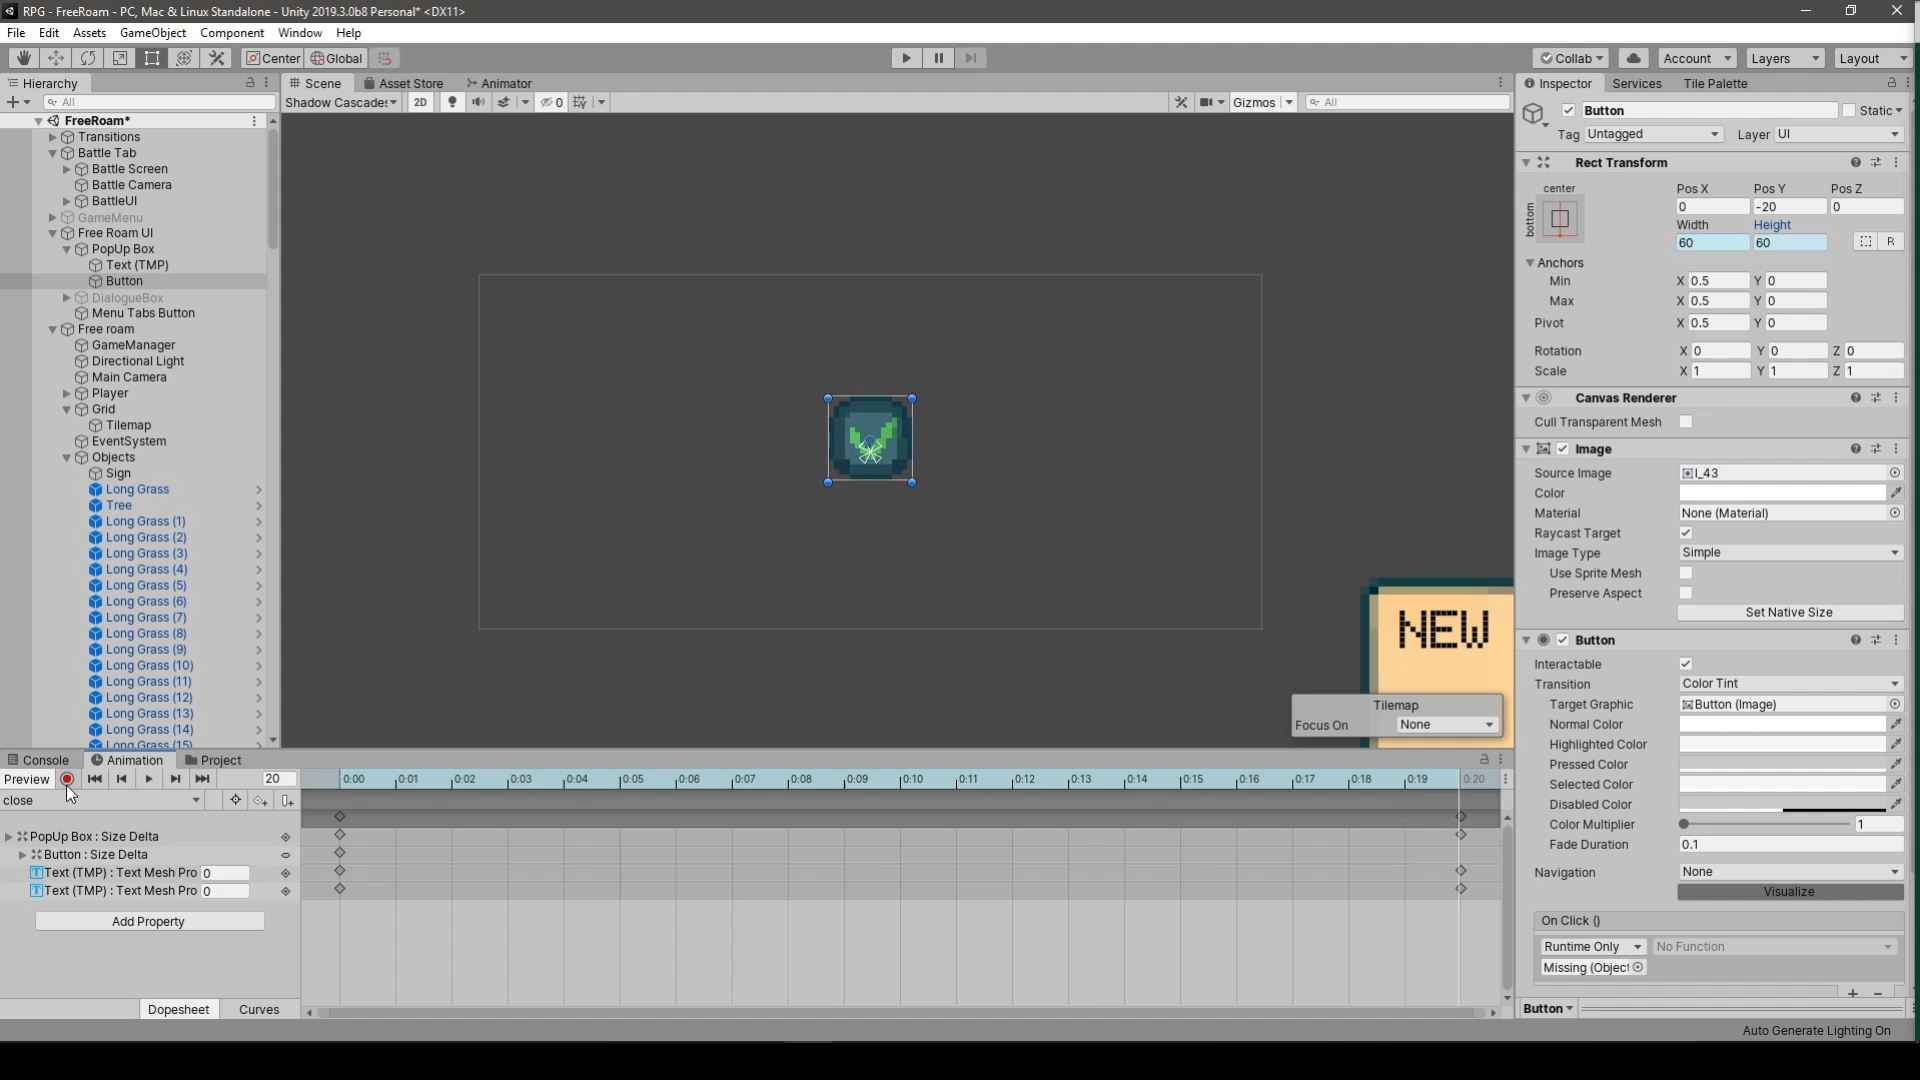 RPG - FreeRoam - PC, Mac & Linux Standalone - Unity 2019.3.0b8 Personal* <DX11>
File Edit Assets GameObject Component Window Help
Center Global Collab Account Layers Layout
Hierarchy Scene Asset Store Animator Inspector Services Tile Palette
All Shadow Cascades 2D 0 Gizmos All
FreeRoam*
Transitions
Battle Tab
Battle Screen
Battle Camera
BattleUI
GameMenu
Free Roam UI
PopUp Box
Text (TMP)
Button
DialogueBox
Menu Tabs Button
Free roam
GameManager
Directional Light
Main Camera
Player
Grid
Tilemap
EventSystem
Objects
Sign
Long Grass
Tree
Long Grass (1)
Long Grass (2)
Long Grass (3)
Long Grass (4)
Long Grass (5)
Long Grass (6)
Long Grass (7)
Long Grass (8)
Long Grass (9)
Long Grass (10)
Long Grass (11)
Long Grass (12)
Long Grass (13)
Long Grass (14)
Long Grass (15)
NEW
Tilemap
Focus On None
Button Static
Tag Untagged Layer UI
Rect Transform
center Pos X Pos Y Pos Z
bottom 0 -20 0
Width Height
60 60 R
Anchors
Min X 0.5 Y 0
Max X 0.5 Y 0
Pivot X 0.5 Y 0
Rotation X 0 Y 0 Z 0
Scale X 1 Y 1 Z 1
Canvas Renderer
Cull Transparent Mesh
Image
Source Image I_43
Color
Material None (Material)
Raycast Target
Image Type Simple
Use Sprite Mesh
Preserve Aspect
Set Native Size
Button
Interactable
Transition Color Tint
Target Graphic Button (Image)
Normal Color
Highlighted Color
Pressed Color
Selected Color
Disabled Color
Color Multiplier 1
Fade Duration 0.1
Navigation None
Visualize
On Click ()
Runtime Only No Function
Missing (Object
Button
Console Animation Project
Preview 20 0:00 0:01 0:02 0:03 0:04 0:05 0:06 0:07 0:08 0:09 0:10 0:11 0:12 0:13 0:14 0:15 0:16 0:17 0:18 0:19 0:20
close
PopUp Box : Size Delta
Button : Size Delta
Text (TMP) : Text Mesh Pro 0
Text (TMP) : Text Mesh Pro 0
Add Property
Dopesheet Curves
Auto Generate Lighting On